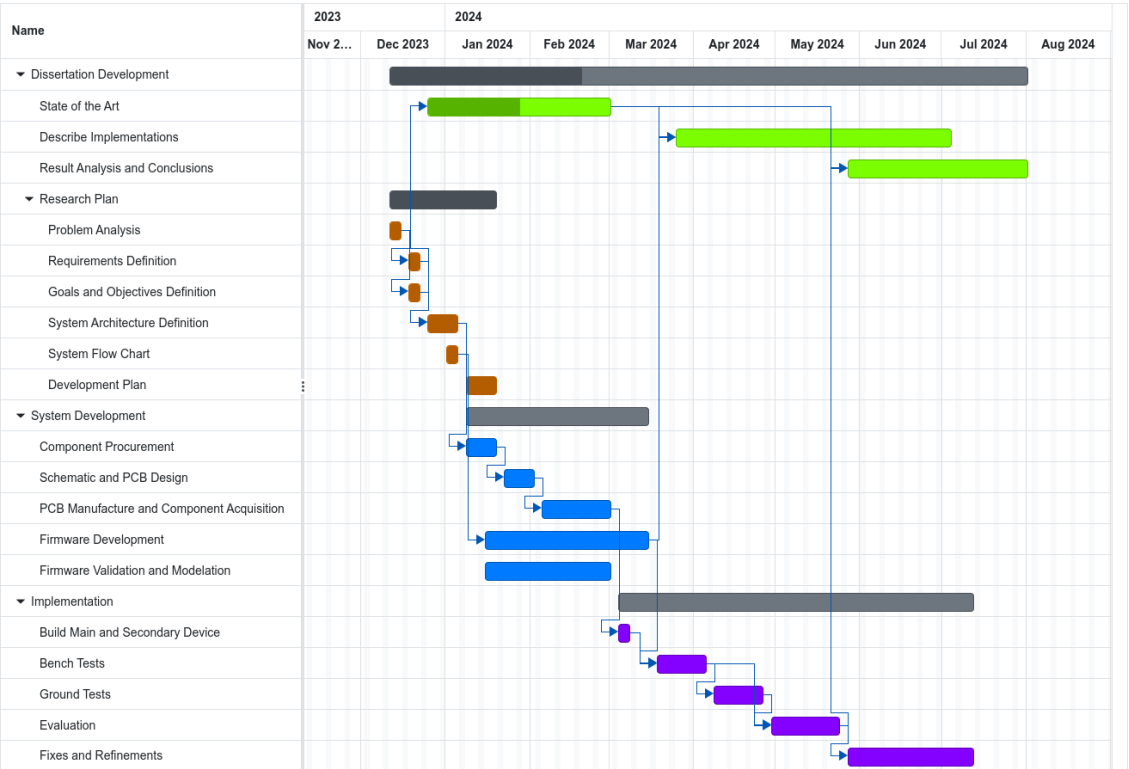 Name
2023
2024
Nov 2...
Dec 2023
Jan 2024
Feb 2024
Mar 2024
Apr 2024
May 2024
Jun 2024
Jul 2024
Aug 2024
Dissertation Development
State of the Art
Describe Implementations
Result Analysis and Conclusions
Research Plan
Problem Analysis
Requirements Definition
Goals and Objectives Definition
System Architecture Definition
System Flow Chart
Development Plan
System Development
Component Procurement
Schematic and PCB Design
PCB Manufacture and Component Acquisition
Firmware Development
Firmware Validation and Modelation
Implementation
Build Main and Secondary Device
Bench Tests
Ground Tests
Evaluation
Fixes and Refinements